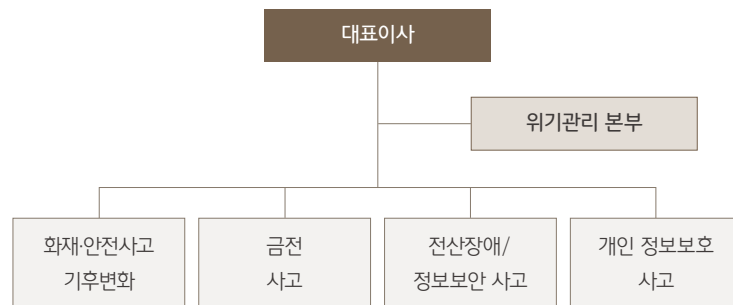 대표이사
위기관리 본부
화재·안전사고
기후변화
금전
사고
전산장애/
정보보안 사고
개인 정보보호
사고